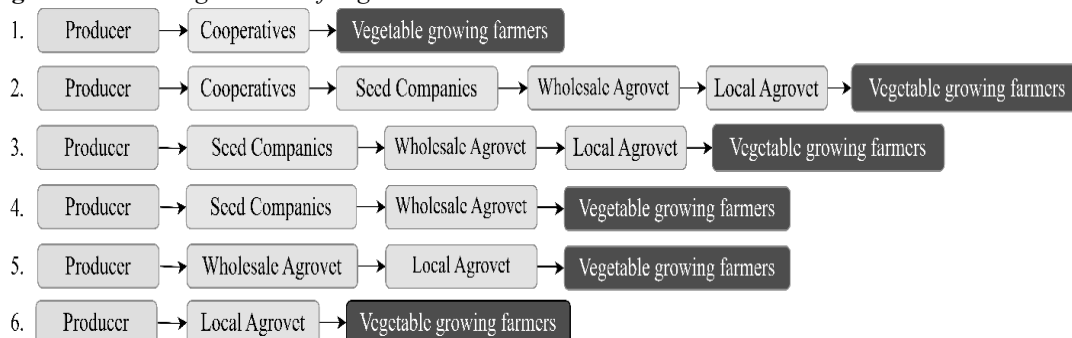 1. Producer Cooperatives Vegetable growing farmers
2. Producer Cooperatives Seed Companies Wholesale Agrovet Local Agrovet Vegetable growing farmers
3. Producer Seed Companies Wholesale Agrovet Local Agrovet Vegetable growing farmers
4. Producer Seed Companies Wholesale Agrovet Vegetable growing farmers
5. Producer Wholesale Agrovet Local Agrovet Vegetable growing farmers
6. Producer Local Agrovet Vegetable growing farmers